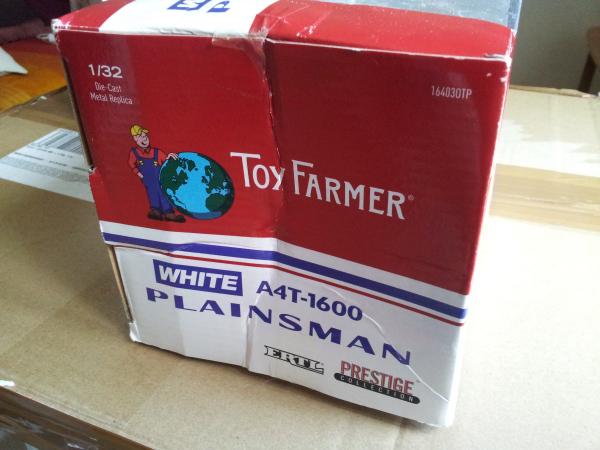 1/32
Die-Cast
Metal Replica
16403OTP
TOY FARMER®
WHITE A4T-1600
PLAINSMAN
ERTL
PRESTIGE
COLLECTION